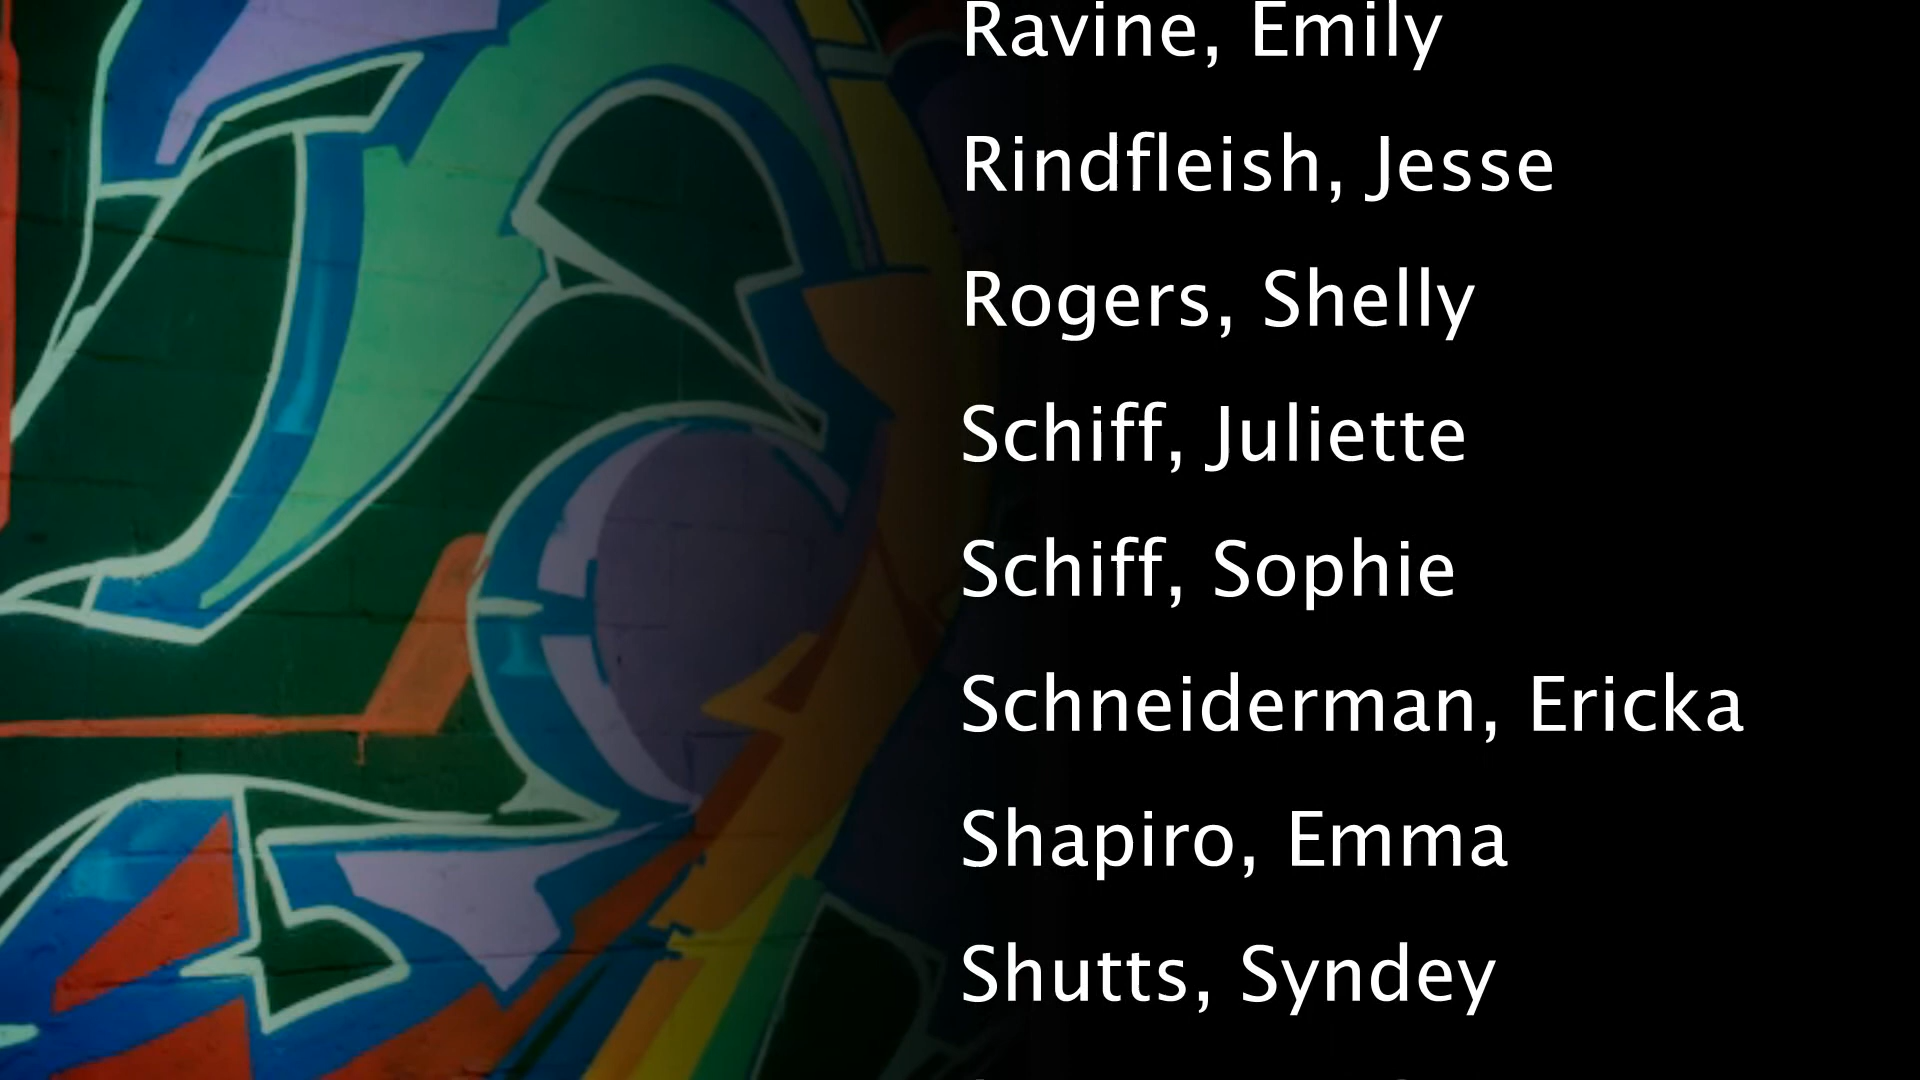 Ravine, Emily
Rindfleish, Jesse
Rogers, Shelly
Schiff, Juliette
Schiff, Sophie
Schneiderman, Ericka
Shapiro, Emma
Shutts, Syndey